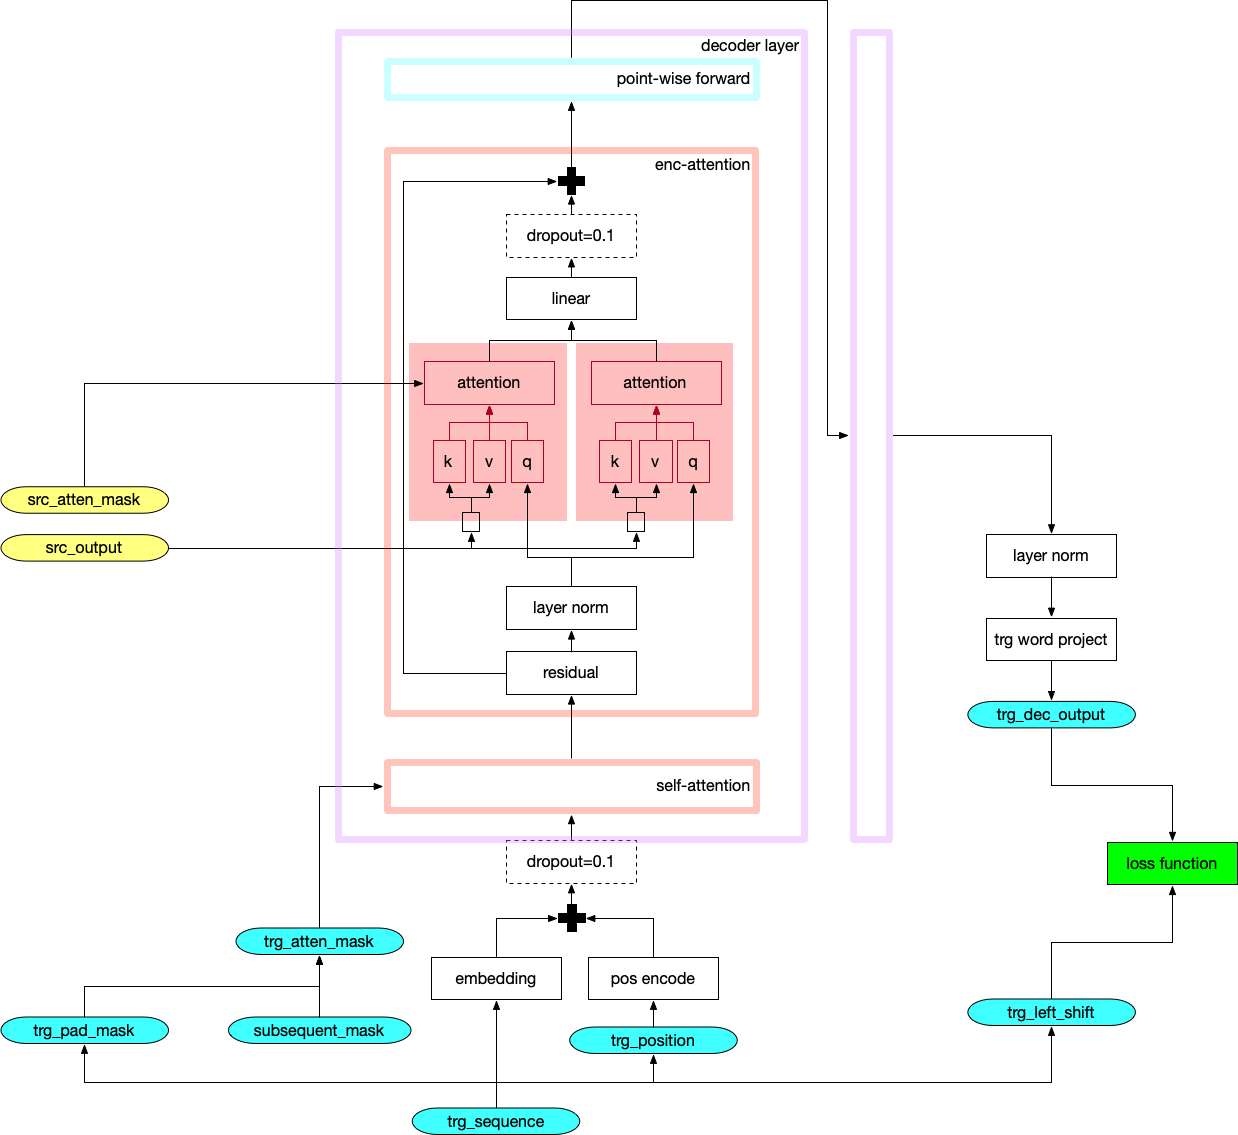 decoder layer
point-wise forward
enc-attention
dropout=0.1
linear
attention
attention
k
v
q
k
v
q
src_atten_mask
src_output
layer norm
layer norm
trg word project
residual
trg_dec_output
self-attention
dropout=0.1
loss function
trg_atten_mask
embedding
pos encode
trg_left_shift
trg_pad_mask
subsequent_mask
trg_position
trg_sequence